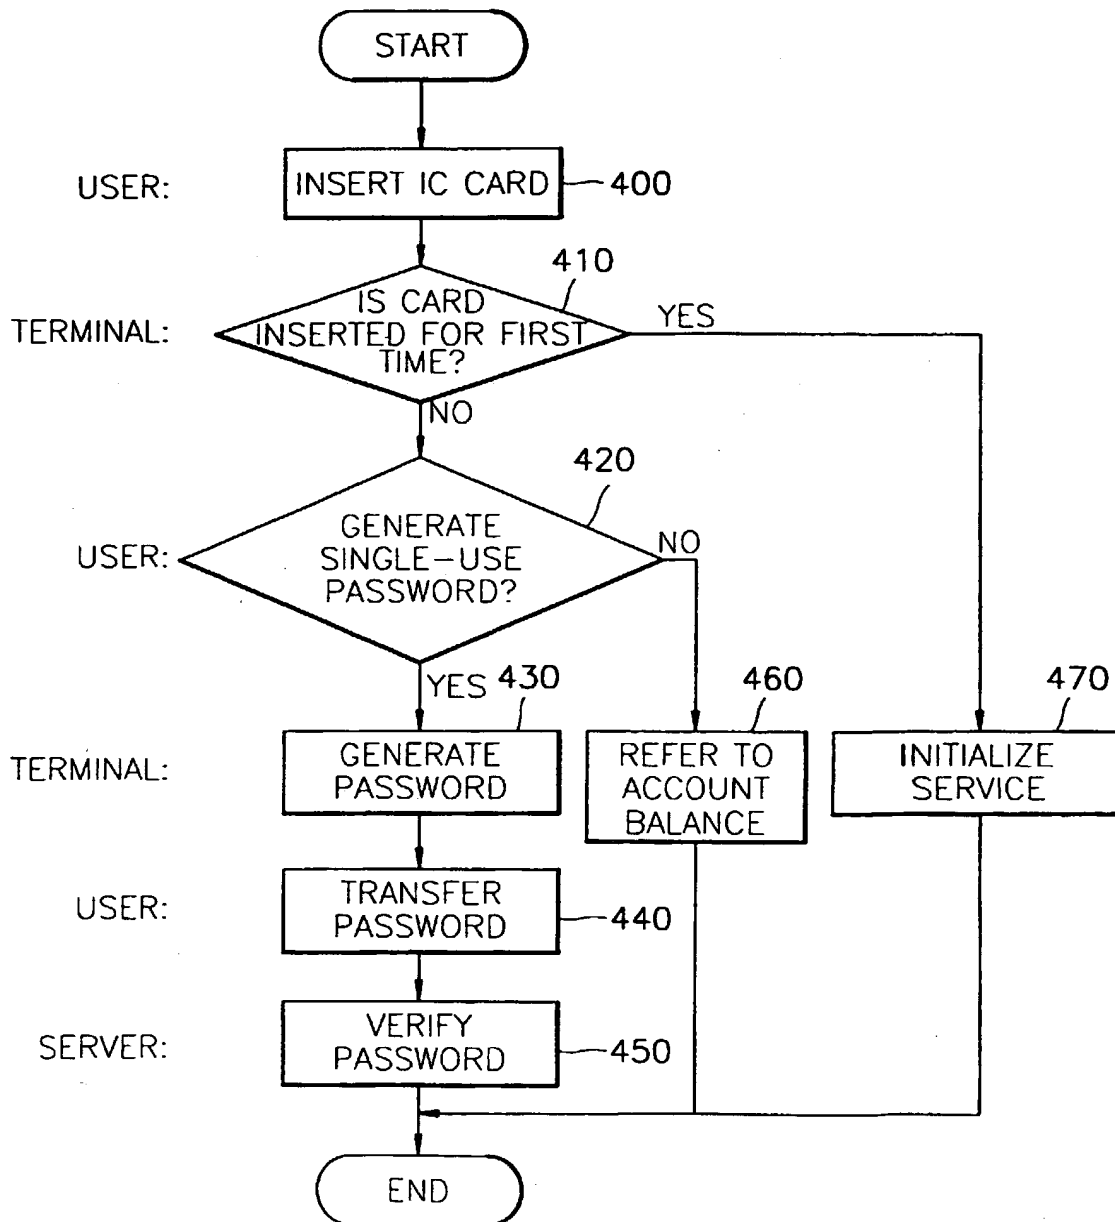 START
USER:
INSERT IC CARD
400
410
TERMINAL:
IS CARD
INSERTED FOR FIRST
TIME?
YES
NO
420
USER:
GENERATE
SINGLE-USE
PASSWORD?
NO
YES
430
460
470
TERMINAL:
GENERATE
PASSWORD
REFER TO
ACCOUNT
BALANCE
INITIALIZE
SERVICE
USER:
TRANSFER
PASSWORD
440
SERVER:
VERIFY
PASSWORD
450
END